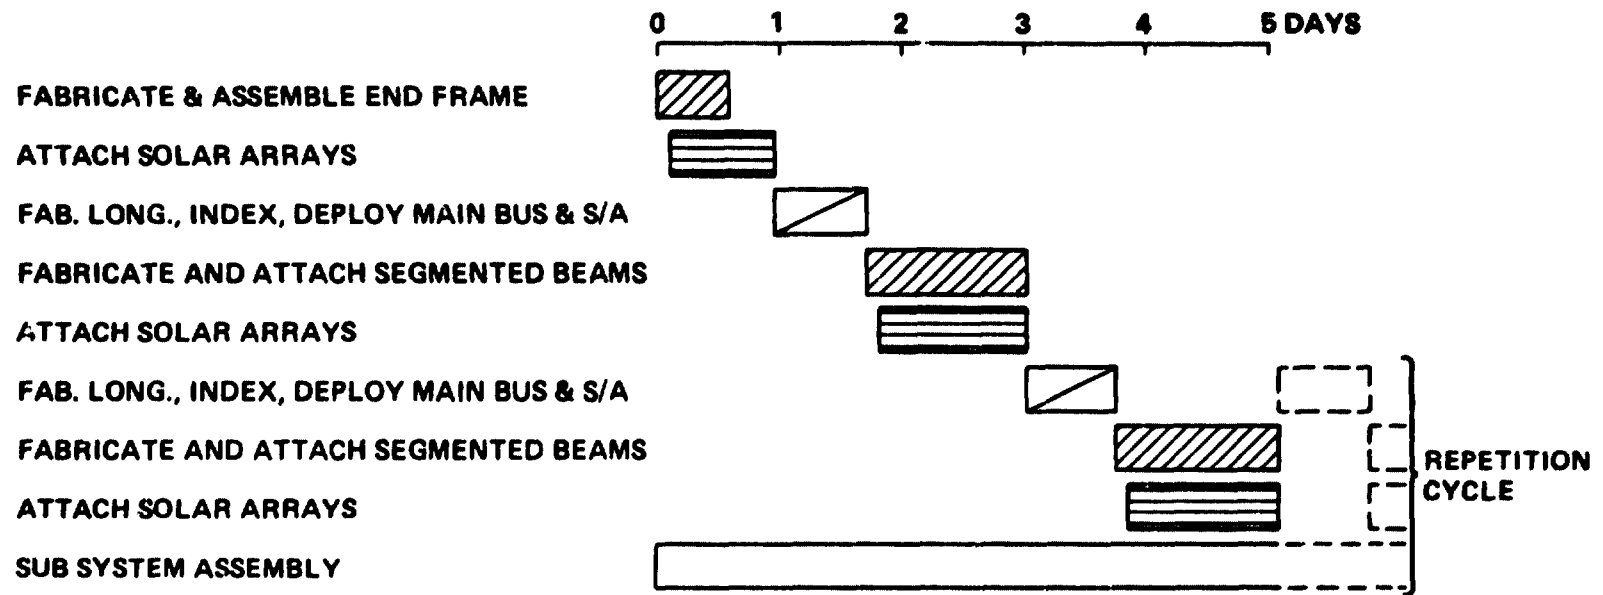 0 1 2 3 4 5 DAYS
FABRICATE & ASSEMBLE END FRAME
ATTACH SOLAR ARRAYS
FAB. LONG., INDEX, DEPLOY MAIN BUS & S/A
FABRICATE AND ATTACH SEGMENTED BEAMS
ATTACH SOLAR ARRAYS
FAB. LONG., INDEX, DEPLOY MAIN BUS & S/A
FABRICATE AND ATTACH SEGMENTED BEAMS
ATTACH SOLAR ARRAYS
SUB SYSTEM ASSEMBLY
REPETITION
CYCLE